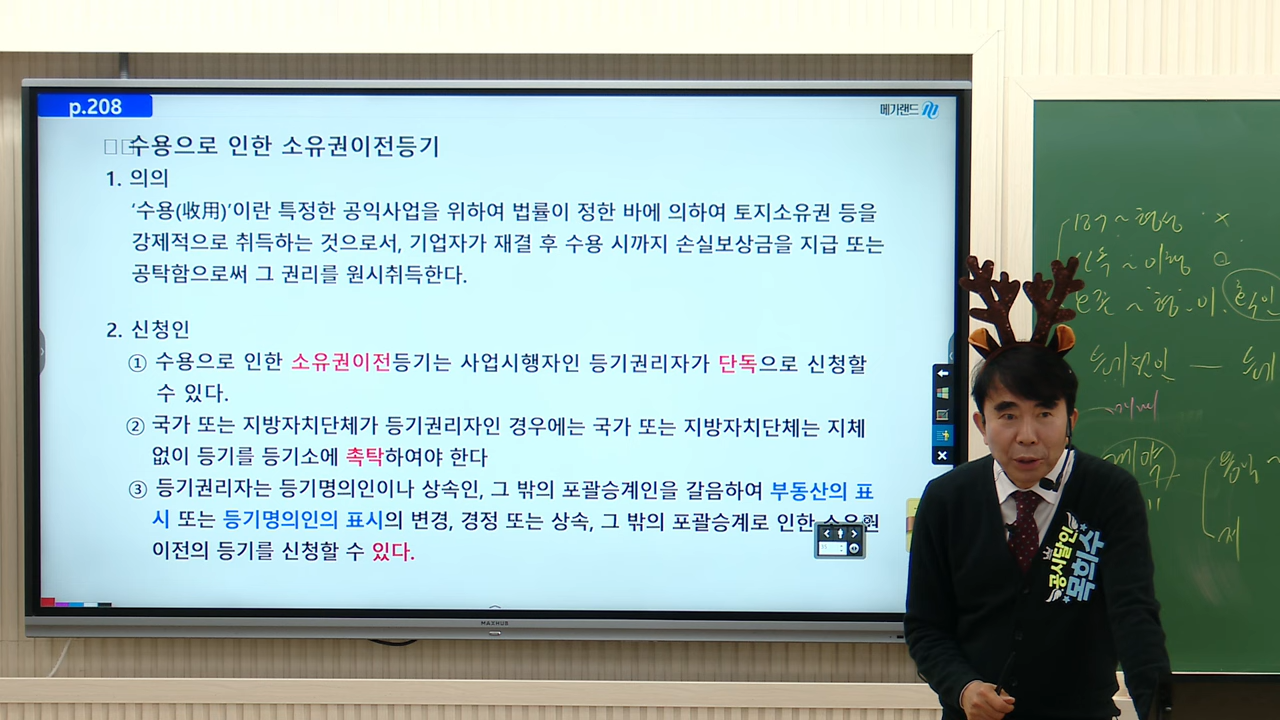 p.208
메가랜드
수용으로 인한 소유권이전등기
1. 의의
‘수용(收用)’이란 특정한 공익사업을 위하여 법률이 정한 바에 의하여 토지소유권 등을
강제적으로 취득하는 것으로서, 기업자가 재결 후 수용 시까지 손실보상금을 지급 또는
공탁함으로써 그 권리를 원시취득한다.
2. 신청인
① 수용으로 인한 소유권이전등기는 사업시행자인 등기권리자가 단독으로 신청할
수 있다.
② 국가 또는 지방자치단체가 등기권리자인 경우에는 국가 또는 지방자치단체는 지체
없이 등기를 등기소에 촉탁하여야 한다
③ 등기권리자는 등기명의인이나 상속인, 그 밖의 포괄승계인을 갈음하여 부동산의 표
시 또는 등기명의인의 표시의 변경, 경정 또는 상속, 그 밖의 포괄승계로 인한 소유권
이전의 등기를 신청할 수 있다.
MAXHUB
공시달인
목희수